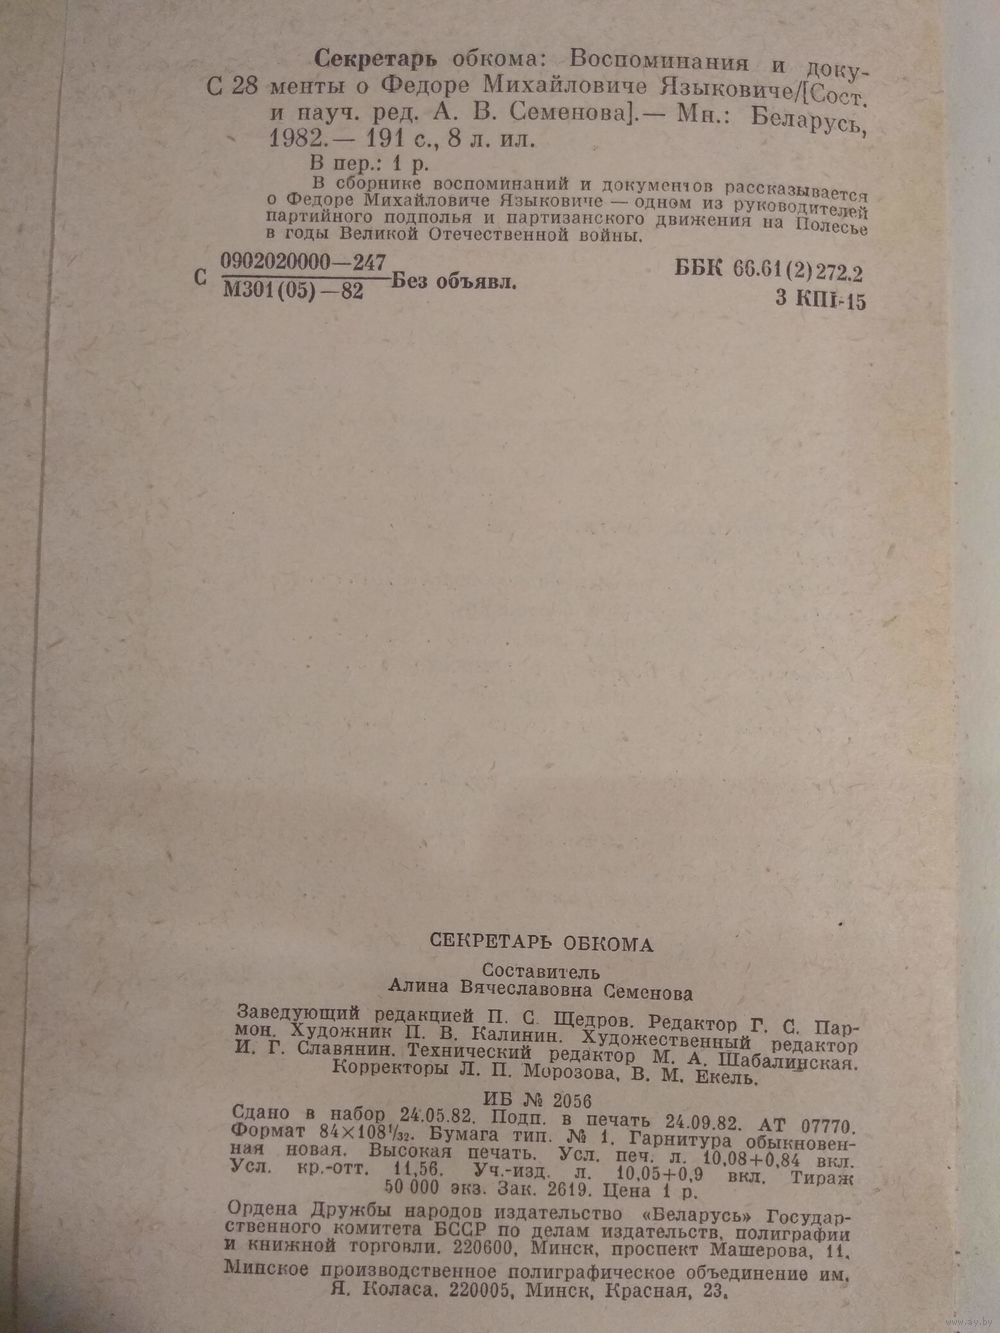 Секретарь обкома: Воспоминания и доку-
С 28 менты о Федоре Михайловиче Языковиче/[Сост.
и науч. ред. А. В. Семенова].— Мн.: Беларусь,
1982.— 191 с., 8 л. ил.
В пер.: 1 р.
В сборнике воспоминаний и документов рассказывается
о Федоре Михайловиче Языковиче — одном из руководителей
партийного подполья и партизанского движения на Полесье
в годы Великой Отечественной войны.
С 0902020000—247
М301(05)—82 Без объявл.
ББК 66.61(2)272.2
3 КПІ-15
СЕКРЕТАРЬ ОБКОМА
Составитель
Алина Вячеславовна Семенова
Заведующий редакцией П. С. Щедров. Редактор Г. С. Пар-
мон. Художник П. В. Калинин. Художественный редактор
И. Г. Славянин. Технический редактор М. А. Шабалинская.
Корректоры Л. П. Морозова, В. М. Екель.
ИБ № 2056
Сдано в набор 24.05.82. Подп. в печать 24.09.82. АТ 07770.
Формат 84×108¹/₃₂. Бумага тип. № 1. Гарнитура обыкновен-
ная новая. Высокая печать. Усл. печ. л. 10,08+0,84 вкл.
Усл. кр.-отт. 11,56. Уч.-изд. л. 10,05+0,9 вкл. Тираж
50 000 экз. Зак. 2619. Цена 1 р.
Ордена Дружбы народов издательство «Беларусь» Государ-
ственного комитета БССР по делам издательств, полиграфии
и книжной торговли. 220600, Минск, проспект Машерова, 11.
Минское производственное полиграфическое объединение им.
Я. Коласа. 220005, Минск, Красная, 23.
www.ay.by